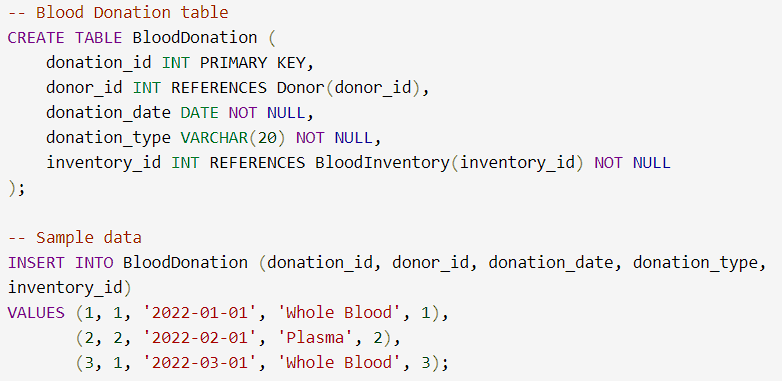 -- Blood Donation table
CREATE TABLE BloodDonation (
    donation_id INT PRIMARY KEY,
    donor_id INT REFERENCES Donor(donor_id),
    donation_date DATE NOT NULL,
    donation_type VARCHAR(20) NOT NULL,
    inventory_id INT REFERENCES BloodInventory(inventory_id) NOT NULL
);

-- Sample data
INSERT INTO BloodDonation (donation_id, donor_id, donation_date, donation_type,
inventory_id)
VALUES (1, 1, '2022-01-01', 'Whole Blood', 1),
       (2, 2, '2022-02-01', 'Plasma', 2),
       (3, 1, '2022-03-01', 'Whole Blood', 3);